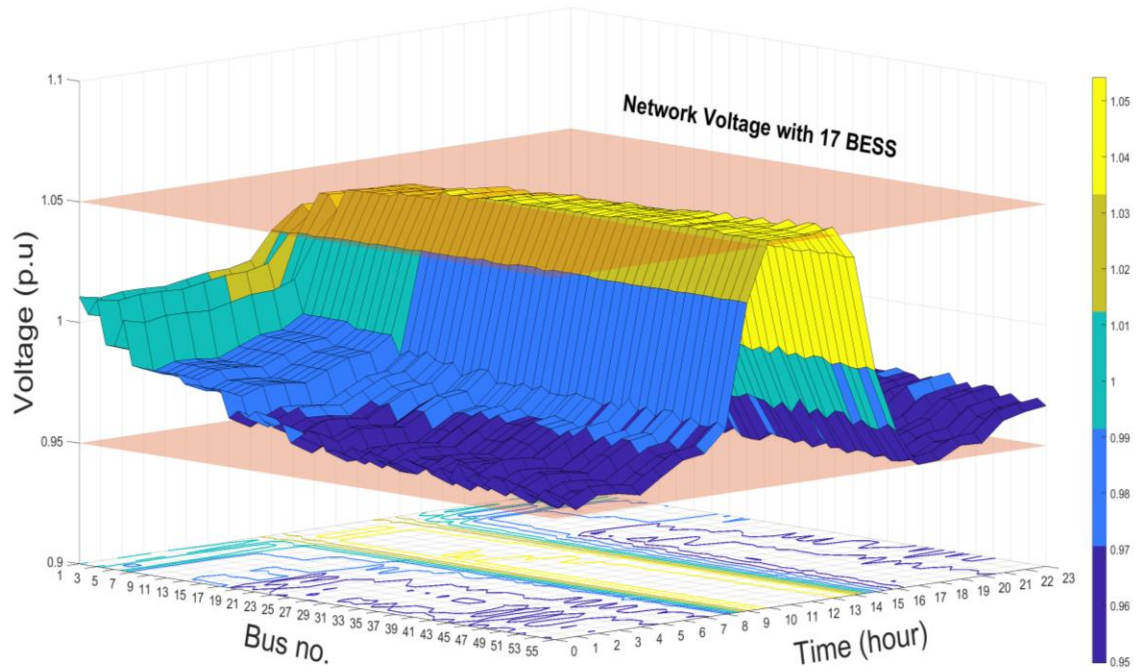 1.1
1.05
1
0.95
0.9
Voltage (p.u)
Network Voltage with 17 BESS
1 3 5 7 9 11 13 15 17 19 21 23 25 27 29 31 33 35 37 39 41 43 45 47 49 51 53 55
Bus no.
0 1 2 3 4 5 6 7 8 9 10 11 12 13 14 15 16 17 18 19 20 21 22 23
Time (hour)
1.05
1.04
1.03
1.02
1.01
1
0.99
0.97
0.96
0.95